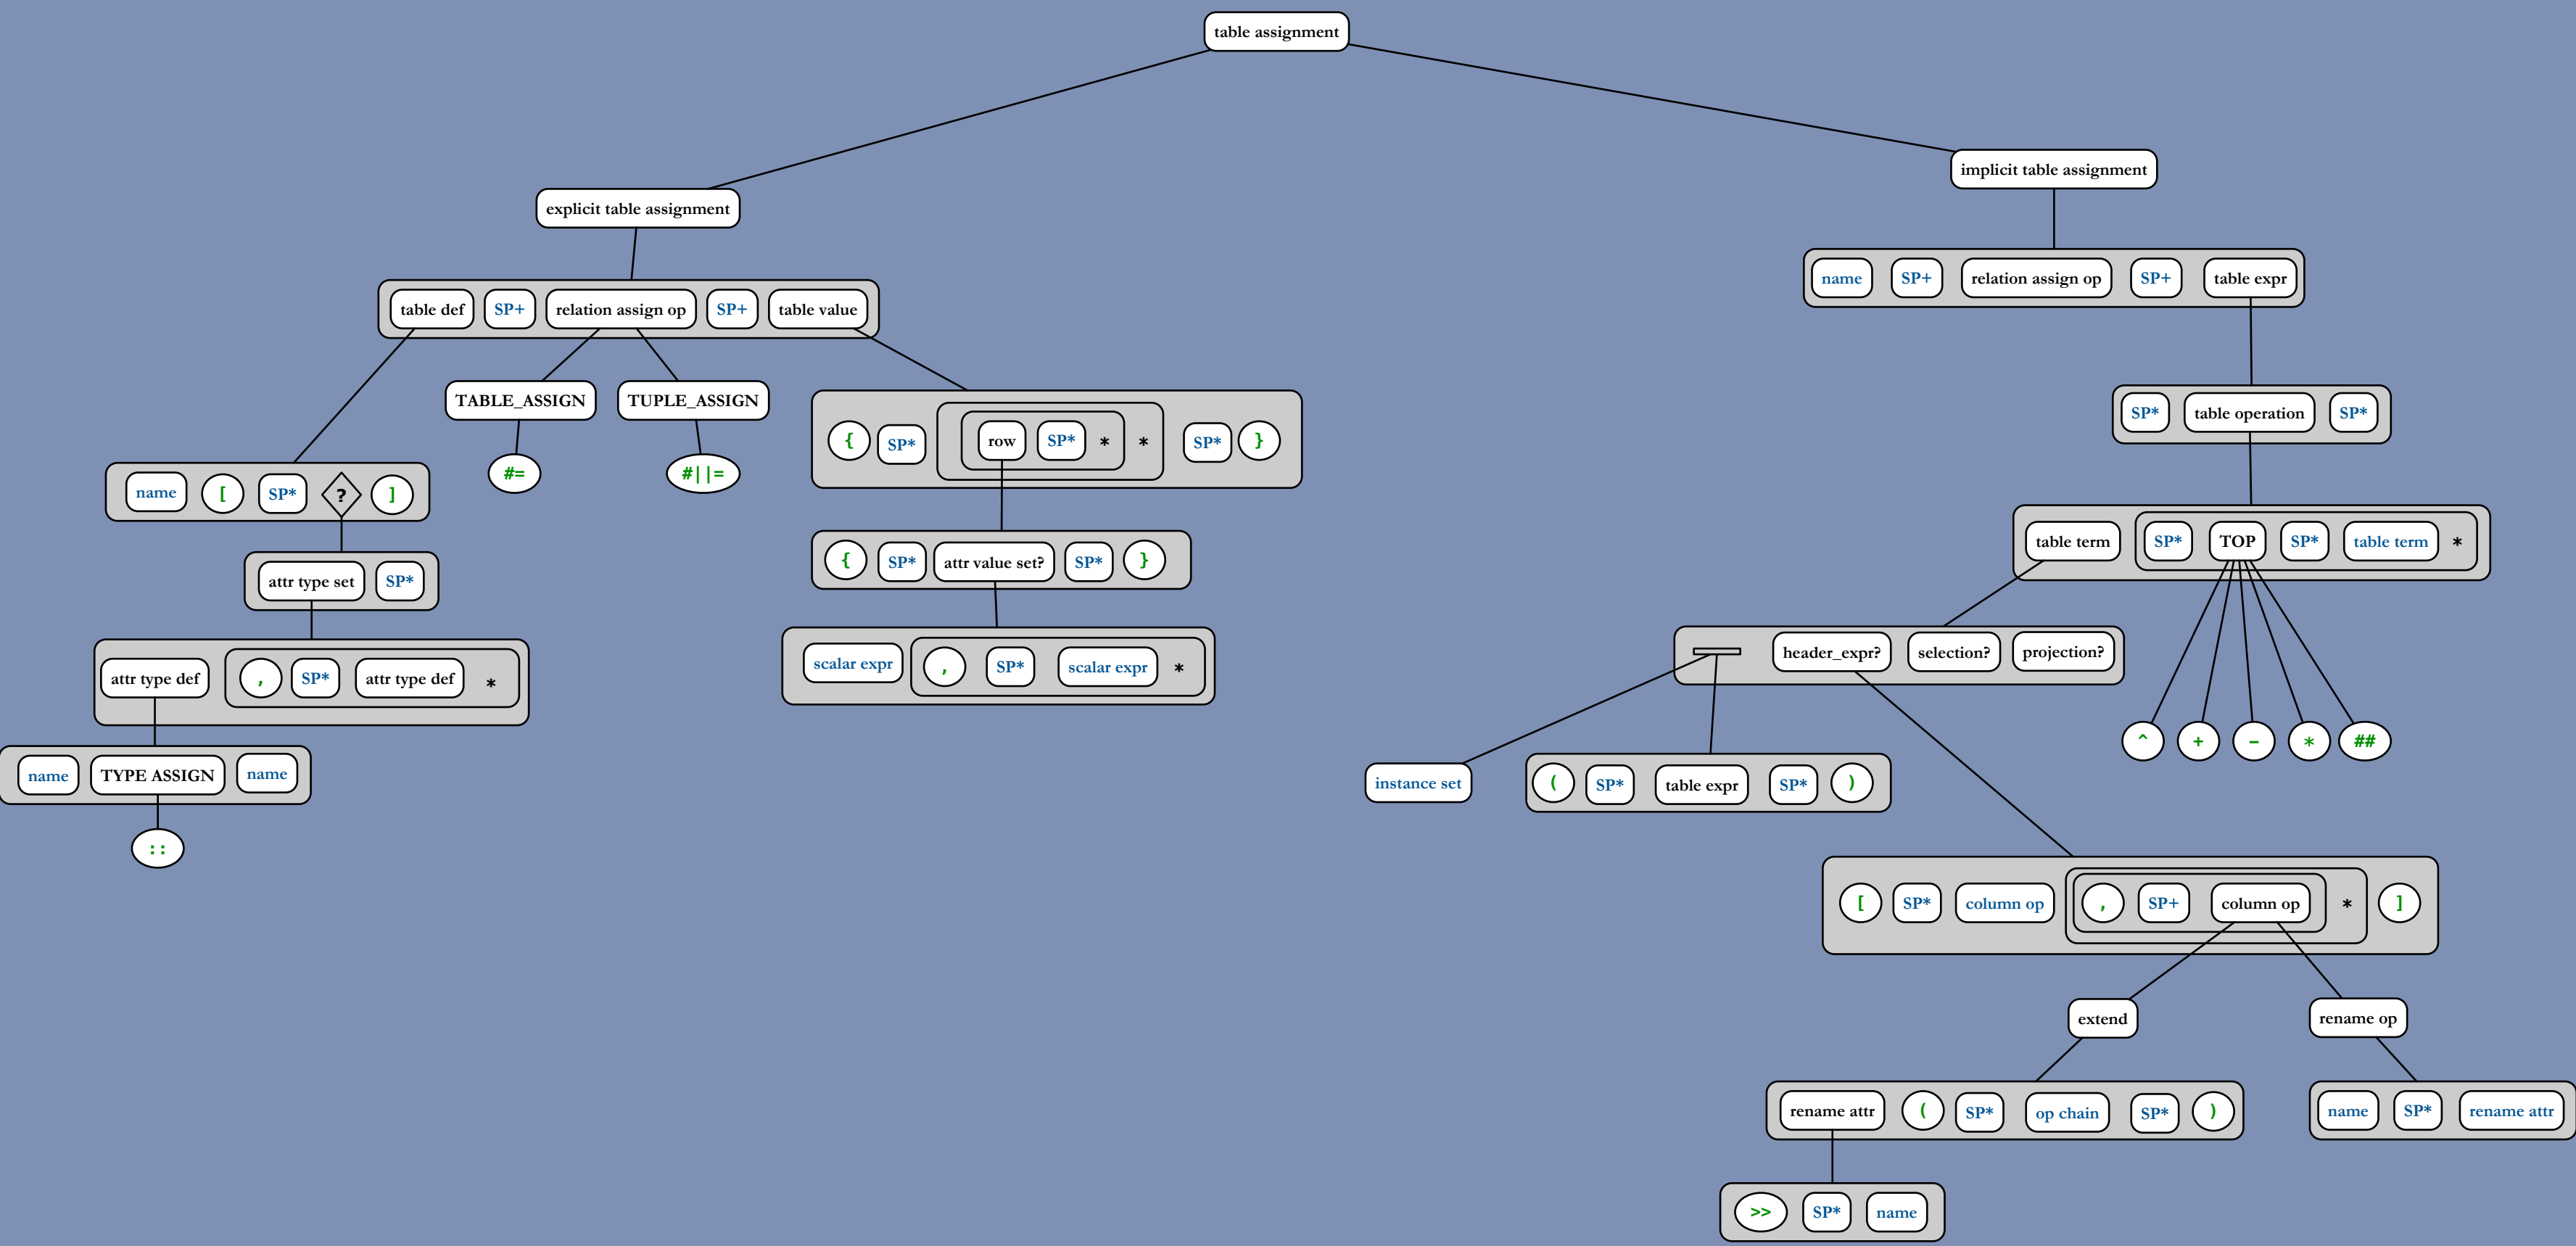 table assignment
explicit table assignment
implicit table assignment
table def SP+ relation assign op SP+ table value
name SP+ relation assign op SP+ table expr
TABLE_ASSIGN TUPLE_ASSIGN
#= #||=
{ SP* row SP* * * SP* }
SP* table operation SP*
name [ SP* ? ]
{ SP* attr value set? SP* }
table term SP* TOP SP* table term *
attr type set SP*
scalar expr , SP* scalar expr *
header_expr? selection? projection?
attr type def , SP* attr type def *
^ + - * ##
name TYPE ASSIGN name
instance set ( SP* table expr SP* )
::
[ SP* column op , SP+ column op * ]
extend rename op
rename attr ( SP* op chain SP* ) name SP* rename attr
>> SP* name